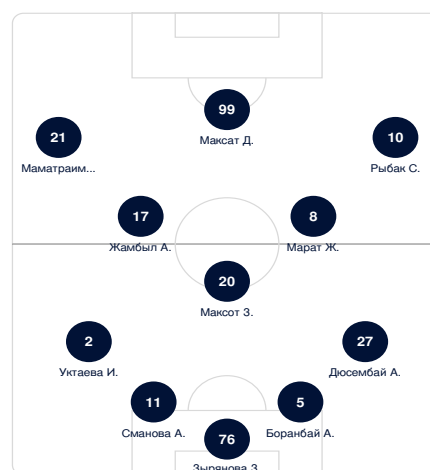 99
Максат Д.
21
Маматраим...
10
Рыбак С.
17
Жамбыл А.
8
Марат Ж.
20
Максот З.
2
Уктаева И.
27
Дюсембай А.
11
Сманова А.
5
Боранбай А.
76
Зырянова З.